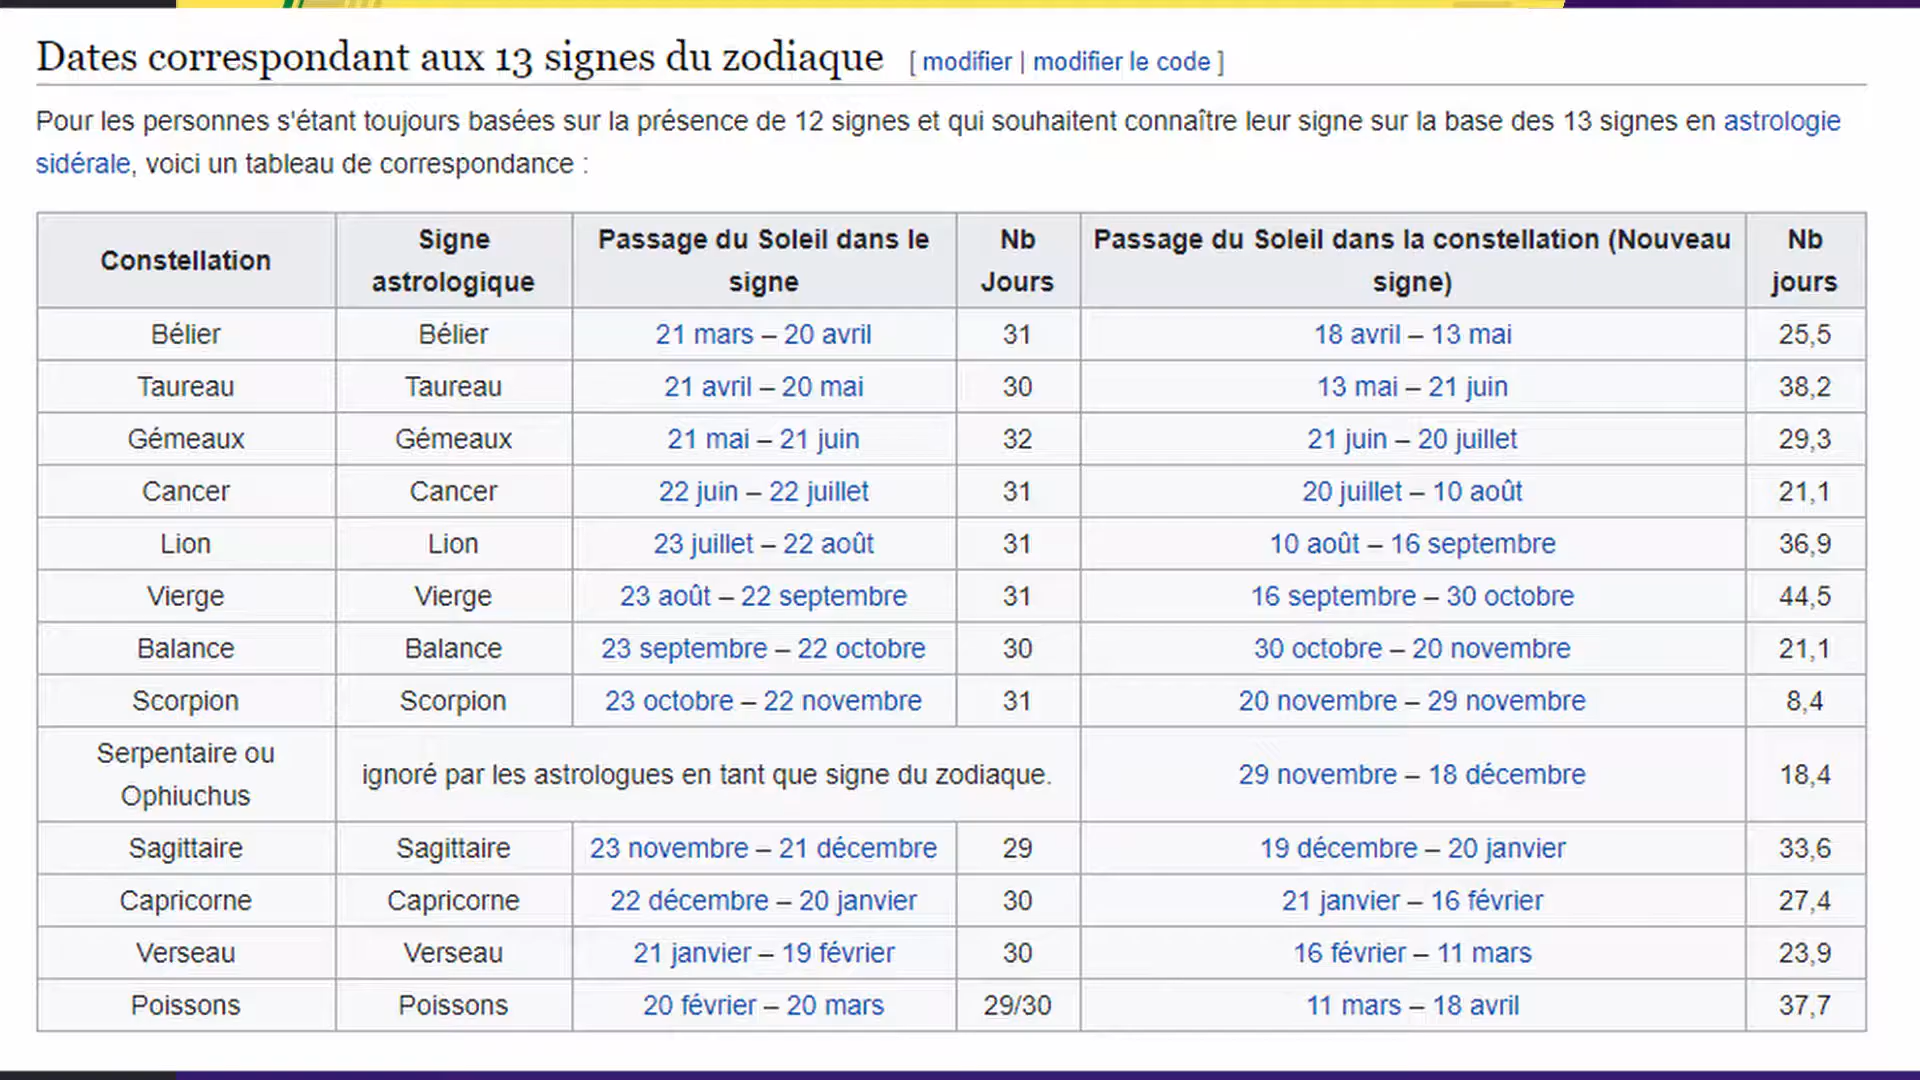 Dates correspondant aux 13 signes du zodiaque [ modifier | modifier le code ]
Pour les personnes s'étant toujours basées sur la présence de 12 signes et qui souhaitent connaître leur signe sur la base des 13 signes en astrologie
sidérale, voici un tableau de correspondance :
Constellation Signe astrologique Passage du Soleil dans le signe Nb Jours Passage du Soleil dans la constellation (Nouveau signe) Nb jours
Bélier Bélier 21 mars – 20 avril 31 18 avril – 13 mai 25,5
Taureau Taureau 21 avril – 20 mai 30 13 mai – 21 juin 38,2
Gémeaux Gémeaux 21 mai – 21 juin 32 21 juin – 20 juillet 29,3
Cancer Cancer 22 juin – 22 juillet 31 20 juillet – 10 août 21,1
Lion Lion 23 juillet – 22 août 31 10 août – 16 septembre 36,9
Vierge Vierge 23 août – 22 septembre 31 16 septembre – 30 octobre 44,5
Balance Balance 23 septembre – 22 octobre 30 30 octobre – 20 novembre 21,1
Scorpion Scorpion 23 octobre – 22 novembre 31 20 novembre – 29 novembre 8,4
Serpentaire ou Ophiuchus ignoré par les astrologues en tant que signe du zodiaque. 29 novembre – 18 décembre 18,4
Sagittaire Sagittaire 23 novembre – 21 décembre 29 19 décembre – 20 janvier 33,6
Capricorne Capricorne 22 décembre – 20 janvier 30 21 janvier – 16 février 27,4
Verseau Verseau 21 janvier – 19 février 30 16 février – 11 mars 23,9
Poissons Poissons 20 février – 20 mars 29/30 11 mars – 18 avril 37,7